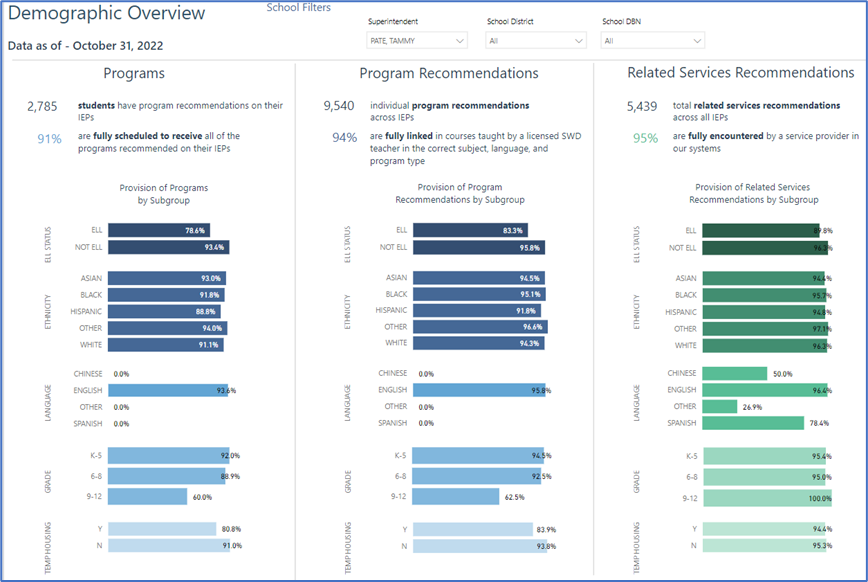 Demographic Overview
School Filters
Superintendent
School District
School DBN
PATE, TAMMY
All
All
Data as of - October 31, 2022
Programs
2,785 students have program recommendations on their
IEPs
91% are fully scheduled to receive all of the
programs recommended on their IEPs
Provision of Programs
by Subgroup
ELL STATUS
ELL 78.6%
NOT ELL 93.4%
ETHNICITY
ASIAN 93.0%
BLACK 91.8%
HISPANIC 88.8%
OTHER 94.0%
WHITE 91.1%
LANGUAGE
CHINESE 0.0%
ENGLISH 93.6%
OTHER 0.0%
SPANISH 0.0%
GRADE
K-5 92.0%
6-8 88.9%
9-12 60.0%
TEMPHOUSING
Y 80.8%
N 91.0%
Program Recommendations
9,540 individual program recommendations
across IEPs
94% are fully linked in courses taught by a licensed SWD
teacher in the correct subject, language, and
program type
Provision of Program
Recommendations by Subgroup
ELL STATUS
ELL 83.3%
NOT ELL 95.8%
ETHNICITY
ASIAN 94.5%
BLACK 95.1%
HISPANIC 91.8%
OTHER 96.6%
WHITE 94.3%
LANGUAGE
CHINESE 0.0%
ENGLISH 95.8%
OTHER 0.0%
SPANISH 0.0%
GRADE
K-5 94.5%
6-8 92.5%
9-12 62.5%
TEMPHOUSING
Y 83.9%
N 93.8%
Related Services Recommendations
5,439 total related services recommendations
across all IEPs
95% are fully encountered by a service provider in
our systems
Provision of Related Services
Recommendations by Subgroup
ELL STATUS
ELL 89.8%
NOT ELL 96.3%
ETHNICITY
ASIAN 94.4%
BLACK 95.7%
HISPANIC 94.8%
OTHER 97.1%
WHITE 96.3%
LANGUAGE
CHINESE 50.0%
ENGLISH 96.4%
OTHER 26.9%
SPANISH 78.4%
GRADE
K-5 95.4%
6-8 95.0%
9-12 100.0%
TEMPHOUSING
Y 94.4%
N 95.3%